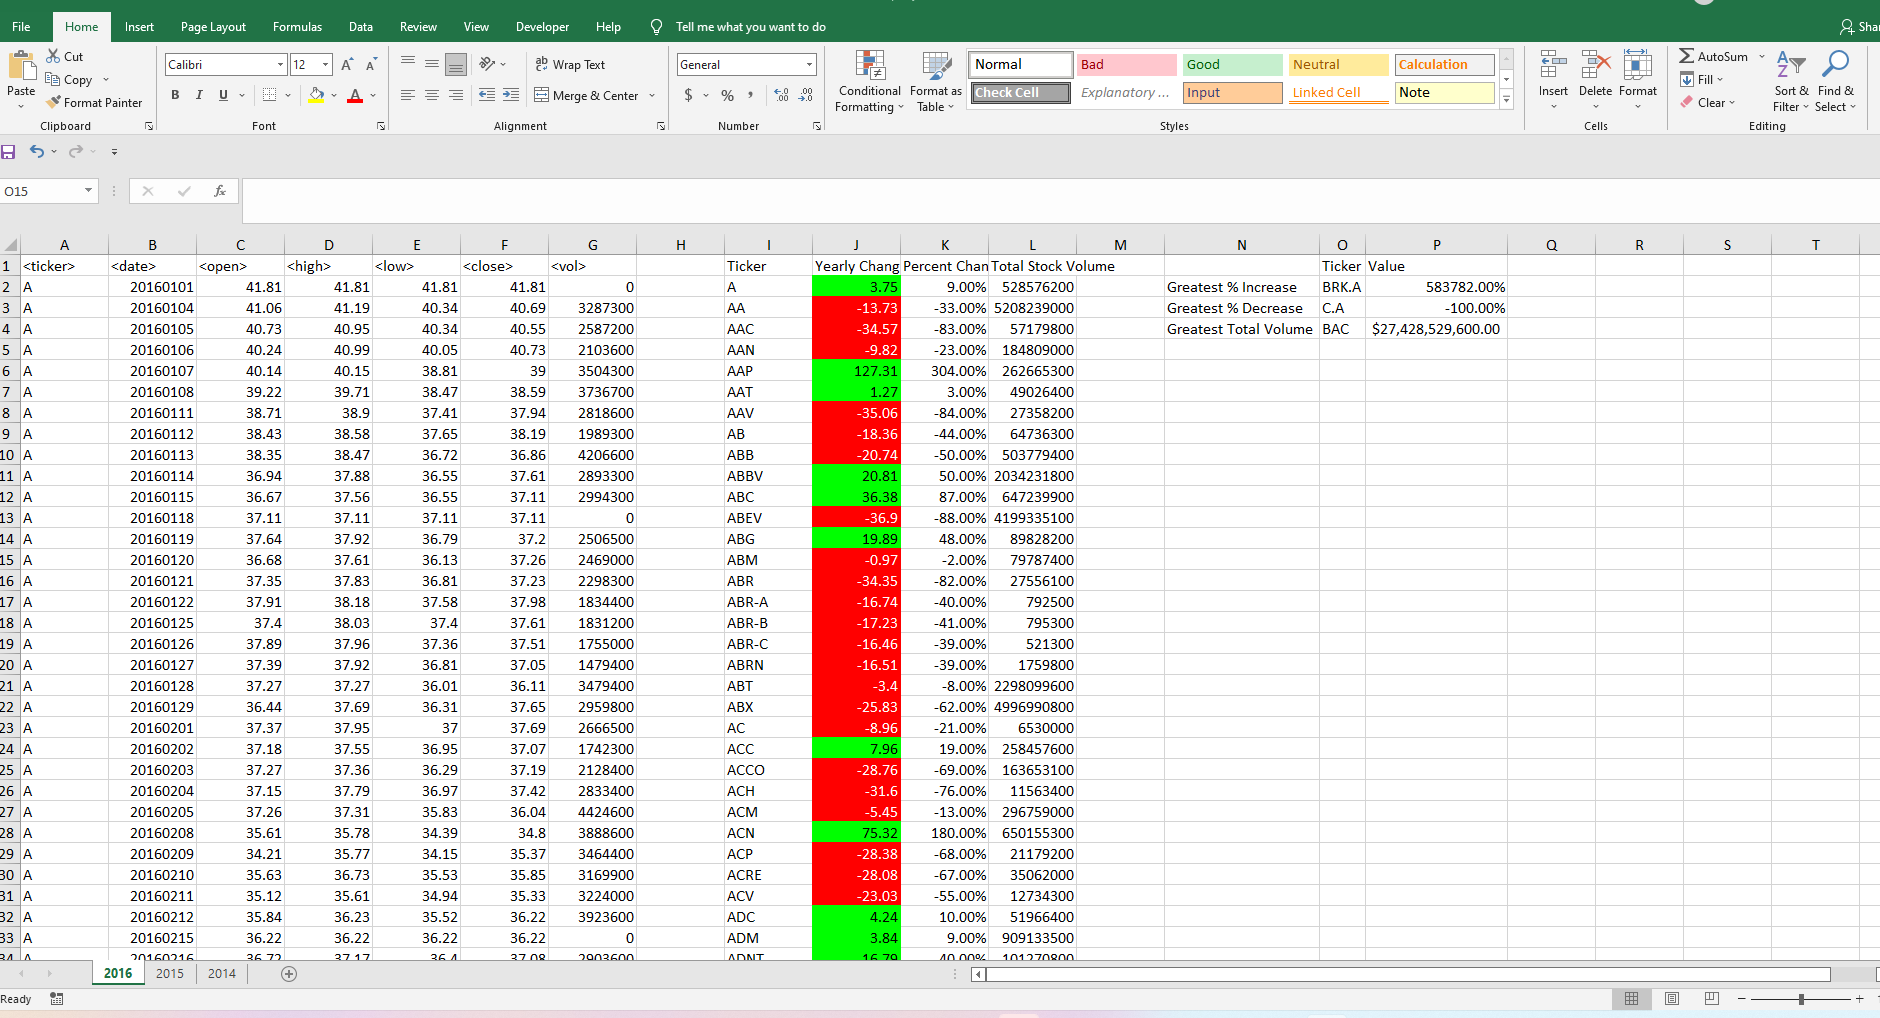 File Home Insert Page Layout Formulas Data Review View Developer Help Tell me what you want to do
Paste Cut Copy Format Painter Clipboard
Calibri 12 B I U Font
Wrap Text Merge & Center Alignment
General $ % , Number
Conditional Formatting Format as Table
Normal Bad Good Neutral Calculation
Check Cell Explanatory ... Input Linked Cell Note
Styles
Insert Delete Format Cells
AutoSum Fill Clear Sort & Filter Find & Select Editing
O15 fx
A B C D E F G H I J K L M N O P Q R S T
1 <ticker> <date> <open> <high> <low> <close> <vol> Ticker Yearly Chang Percent Chan Total Stock Volume Ticker Value
2 A 20160101 41.81 41.81 41.81 41.81 0 A 3.75 9.00% 528576200 Greatest % Increase BRK.A 583782.00%
3 A 20160104 41.06 41.19 40.34 40.69 3287300 AA -13.73 -33.00% 5208239000 Greatest % Decrease C.A -100.00%
4 A 20160105 40.73 40.95 40.34 40.55 2587200 AAC -34.57 -83.00% 57179800 Greatest Total Volume BAC $27,428,529,600.00
5 A 20160106 40.24 40.99 40.05 40.73 2103600 AAN -9.82 -23.00% 184809000
6 A 20160107 40.14 40.15 38.81 39 3504300 AAP 127.31 304.00% 262665300
7 A 20160108 39.22 39.71 38.47 38.59 3736700 AAT 1.27 3.00% 49026400
8 A 20160111 38.71 38.9 37.41 37.94 2818600 AAV -35.06 -84.00% 27358200
9 A 20160112 38.43 38.58 37.65 38.19 1989300 AB -18.36 -44.00% 64736300
10 A 20160113 38.35 38.47 36.72 36.86 4206600 ABB -20.74 -50.00% 503779400
11 A 20160114 36.94 37.88 36.55 37.61 2893300 ABBV 20.81 50.00% 2034231800
12 A 20160115 36.67 37.56 36.55 37.11 2994300 ABC 36.38 87.00% 647239900
13 A 20160118 37.11 37.11 37.11 37.11 0 ABEV -36.9 -88.00% 4199335100
14 A 20160119 37.64 37.92 36.79 37.2 2506500 ABG 19.89 48.00% 89828200
15 A 20160120 36.68 37.61 36.13 37.26 2469000 ABM -0.97 -2.00% 79787400
16 A 20160121 37.35 37.83 36.81 37.23 2298300 ABR -34.35 -82.00% 27556100
17 A 20160122 37.91 38.18 37.58 37.98 1834400 ABR-A -16.74 -40.00% 792500
18 A 20160125 37.4 38.03 37.4 37.61 1831200 ABR-B -17.23 -41.00% 795300
19 A 20160126 37.89 37.96 37.36 37.51 1755000 ABR-C -16.46 -39.00% 521300
20 A 20160127 37.39 37.92 36.81 37.05 1479400 ABRN -16.51 -39.00% 1759800
21 A 20160128 37.27 37.27 36.01 36.11 3479400 ABT -3.4 -8.00% 2298099600
22 A 20160129 36.44 37.69 36.31 37.65 2959800 ABX -25.83 -62.00% 4996990800
23 A 20160201 37.37 37.95 37 37.69 2666500 AC -8.96 -21.00% 6530000
24 A 20160202 37.18 37.55 36.95 37.07 1742300 ACC 7.96 19.00% 258457600
25 A 20160203 37.27 37.36 36.29 37.19 2128400 ACCO -28.76 -69.00% 163653100
26 A 20160204 37.15 37.79 36.97 37.42 2833400 ACH -31.6 -76.00% 11563400
27 A 20160205 37.26 37.31 35.83 36.04 4424600 ACM -5.45 -13.00% 296759000
28 A 20160208 35.61 35.78 34.39 34.8 3888600 ACN 75.32 180.00% 650155300
29 A 20160209 34.21 35.77 34.15 35.37 3464400 ACP -28.38 -68.00% 21179200
30 A 20160210 35.63 36.73 35.53 35.85 3169900 ACRE -28.08 -67.00% 35062000
31 A 20160211 35.12 35.61 34.94 35.33 3224000 ACV -23.03 -55.00% 12734300
32 A 20160212 35.84 36.23 35.52 36.22 3923600 ADC 4.24 10.00% 51966400
33 A 20160215 36.22 36.22 36.22 36.22 0 ADM 3.84 9.00% 909133500
34 A 20160216 36.72 37.17 36.4 37.08 2903600 ADNT 16.79 40.00% 101270800
2016 2015 2014
Ready